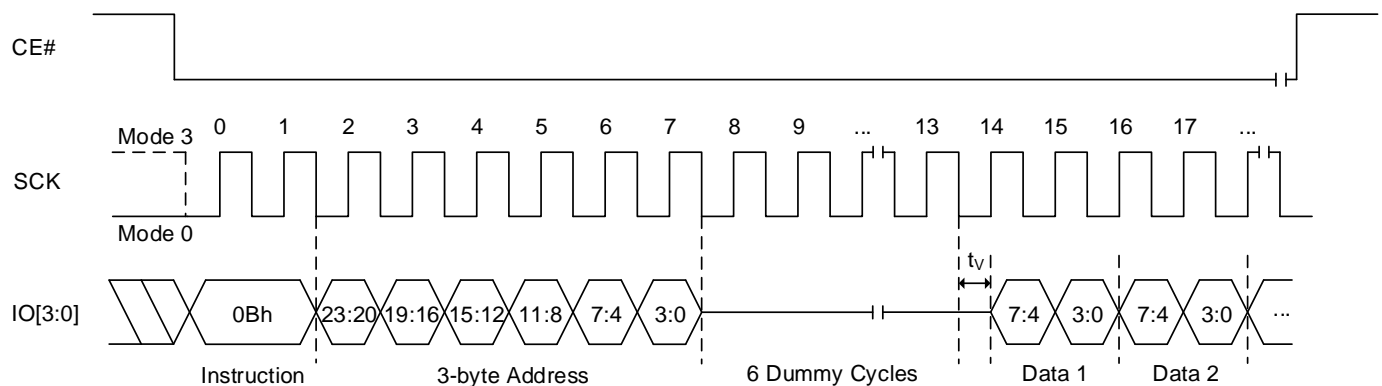 CE#
0 1 2 3 4 5 6 7 8 9 ... 13 14 15 16 17 ...
Mode 3
SCK
Mode 0
tV
IO[3:0] 0Bh 23:20 19:16 15:12 11:8 7:4 3:0 7:4 3:0 7:4 3:0 ...
Instruction 3-byte Address 6 Dummy Cycles Data 1 Data 2